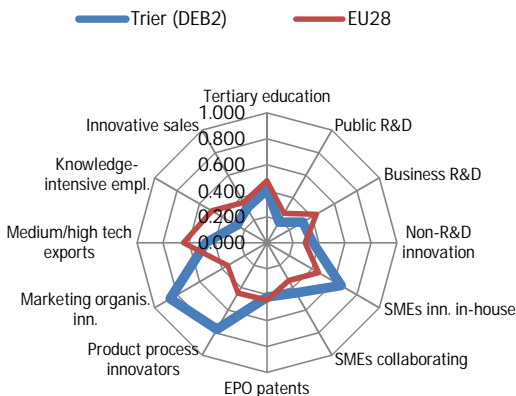 Trier (DEB2)
EU28
Tertiary education
1.000
Innovative sales
Public R&D
0.800
Knowledge-
intensive empl.
0.600
Business R&D
0.400
0.200
Medium/high tech
exports
0.000
Non-R&D
innovation
Marketing organis.
inn.
SMEs inn. in-house
Product process
innovators
SMEs collaborating
EPO patents